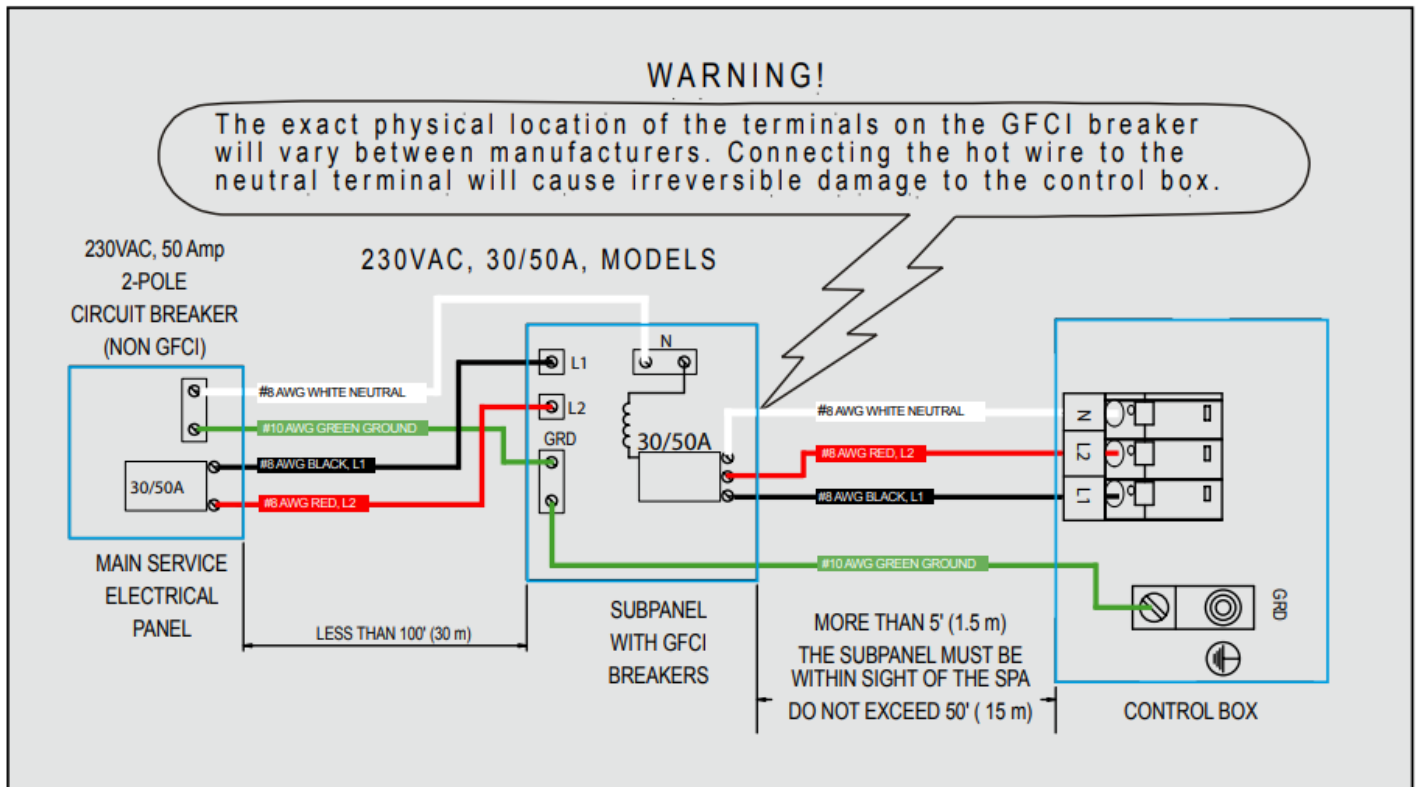 WARNING!
The exact physical location of the terminals on the GFCI breaker
will vary between manufacturers. Connecting the hot wire to the
neutral terminal will cause irreversible damage to the control box.
230VAC, 50 Amp
2-POLE
CIRCUIT BREAKER
(NON GFCI)
230VAC, 30/50A, MODELS
#8 AWG WHITE NEUTRAL
#10 AWG GREEN GROUND
#8 AWG BLACK, L1
#8 AWG RED, L2
30/50A
MAIN SERVICE
ELECTRICAL
PANEL
LESS THAN 100' (30 m)
L1
N
L2
GRD
30/50A
SUBPANEL
WITH GFCI
BREAKERS
#8 AWG WHITE NEUTRAL
#8 AWG RED, L2
#8 AWG BLACK, L1
#10 AWG GREEN GROUND
MORE THAN 5' (1.5 m)
THE SUBPANEL MUST BE
WITHIN SIGHT OF THE SPA
DO NOT EXCEED 50' ( 15 m)
N
L2
L1
GRD
CONTROL BOX